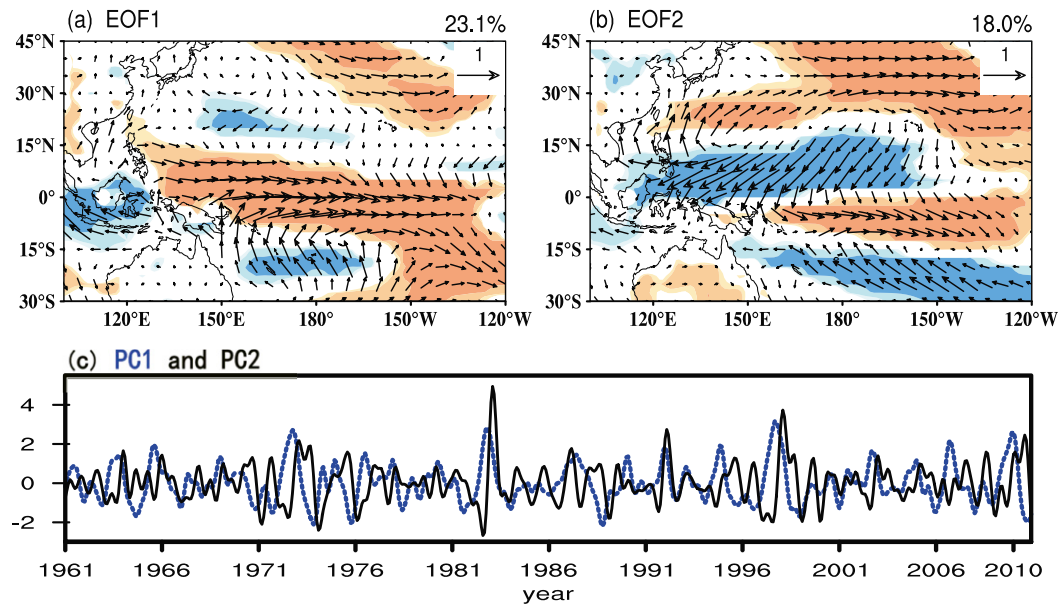 (a) EOF1 23.1% (b) EOF2 18.0%
45°N 1 45°N 1
30°N 30°N
15°N 15°N
0° 0°
15°S 15°S
30°S 30°S
120°E 150°E 180° 150°W 120°W 120°E 150°E 180° 150°W 120°W
(c) PC1 and PC2
4
2
0
-2
1961 1966 1971 1976 1981 1986 1991 1996 2001 2006 2010
year